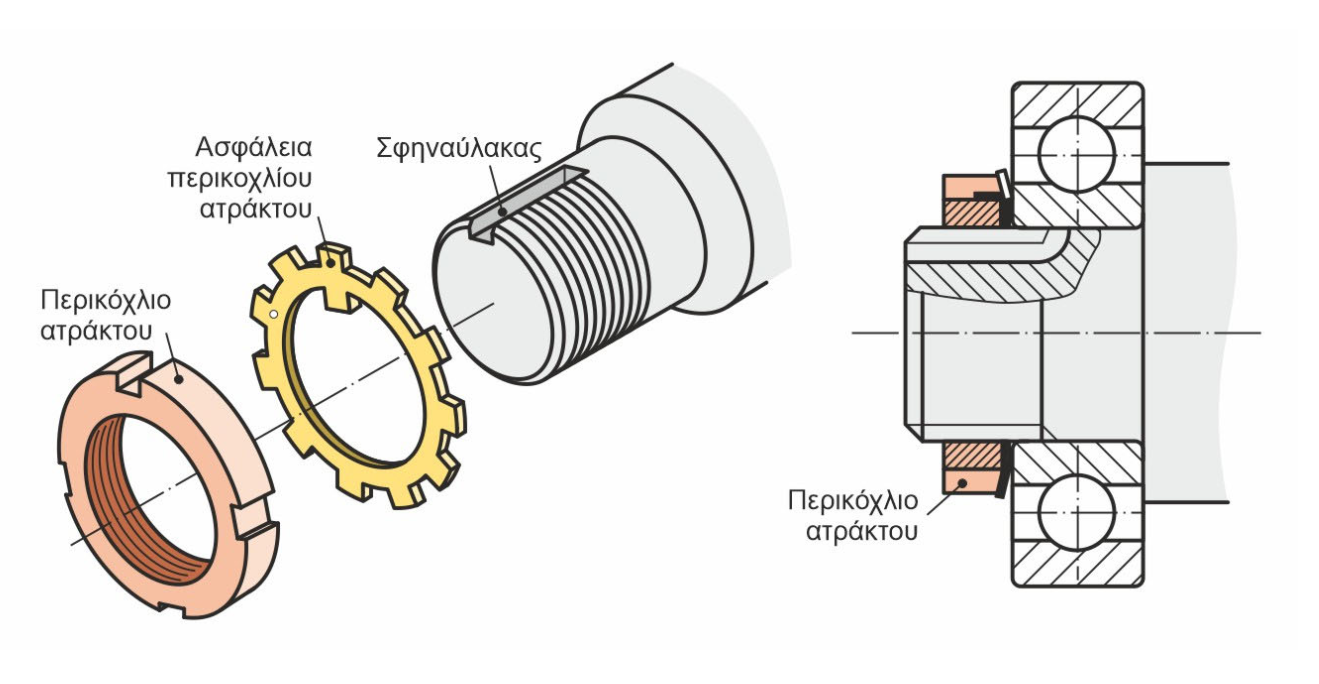 Ασφάλεια
περικοχλίου
ατράκτου
Σφηναύλακας
Περικόχλιο
ατράκτου
Περικόχλιο
ατράκτου